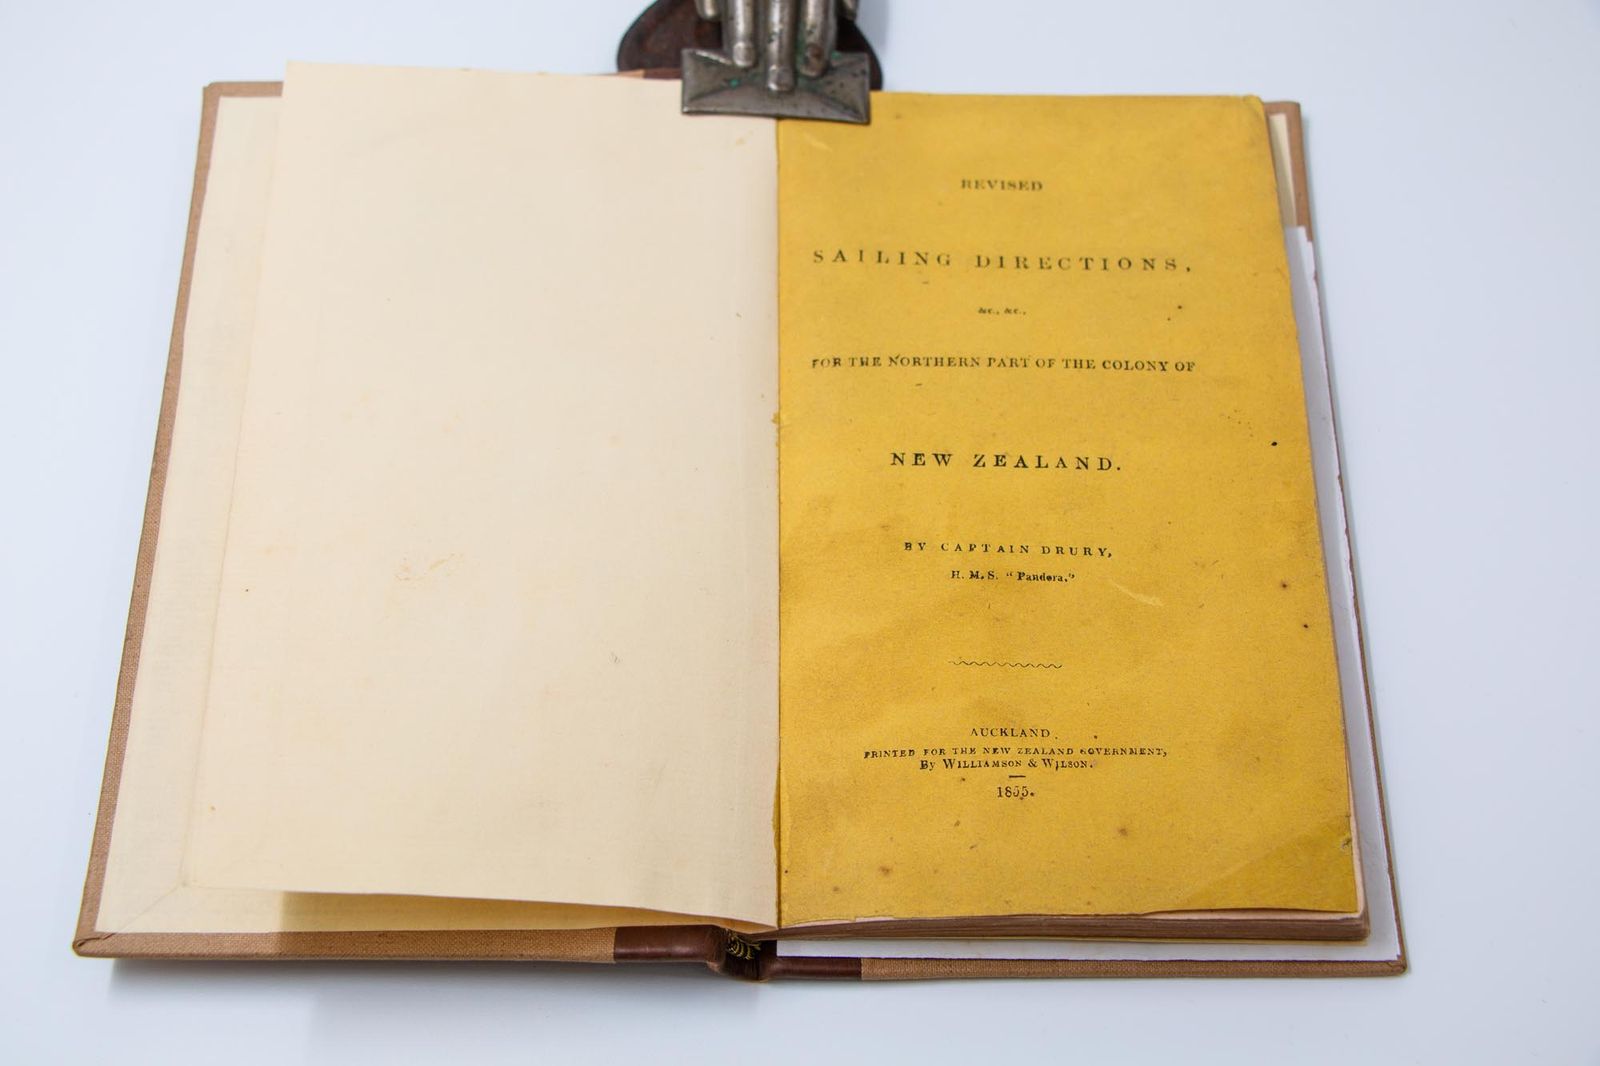 REVISED
SAILING DIRECTIONS,
&c., &c.,
FOR THE NORTHERN PART OF THE COLONY OF
NEW ZEALAND.
BY CAPTAIN DRURY,
H. M. S. "Pandora."
AUCKLAND.
PRINTED FOR THE NEW ZEALAND GOVERNMENT,
By WILLIAMSON & WILSON.
1855.